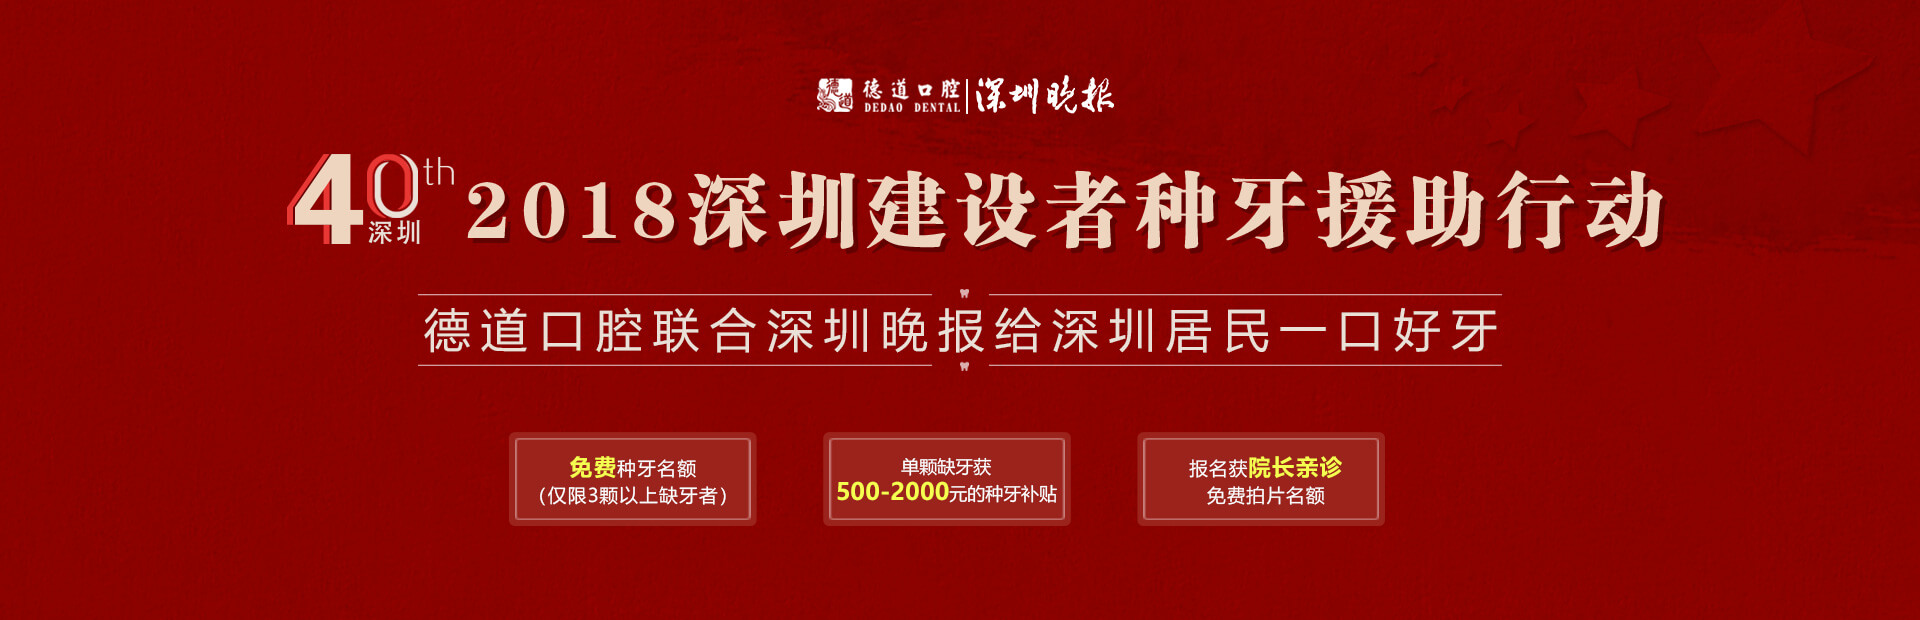 德道 德道口腔 深圳晚报
DEDAO DENTAL
40th 2018深圳建设者种牙援助行动
深圳
德道口腔联合深圳晚报给深圳居民一口好牙
免费种牙名额
（仅限3颗以上缺牙者）
单颗缺牙获
500-2000元的种牙补贴
报名获院长亲诊
免费拍片名额